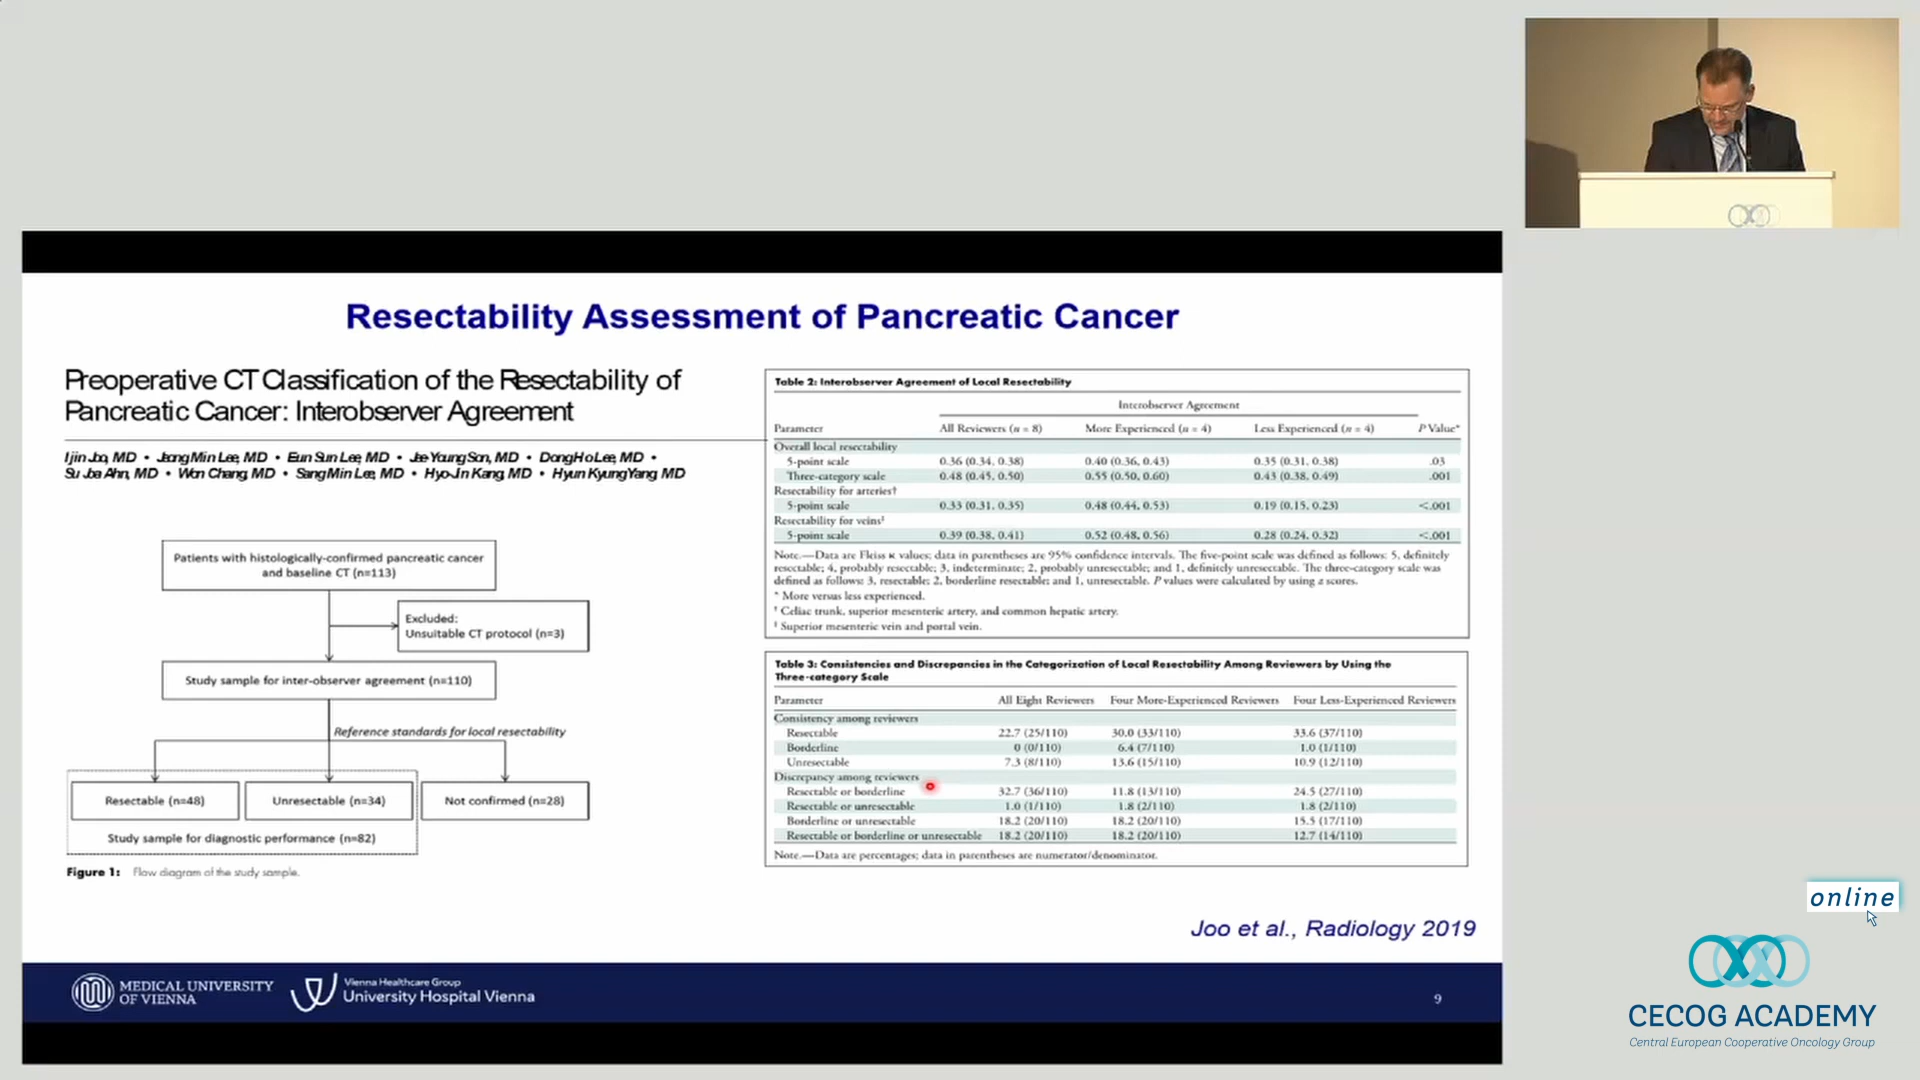 Resectability Assessment of Pancreatic Cancer
Preoperative CT Classification of the Resectability of
Pancreatic Cancer: Interobserver Agreement
Ijin Joo, MD • Jeong Min Lee, MD • Eun Sun Lee, MD • Jee-Young Son, MD • Dong Ho Lee, MD •
Su Joa Ahn, MD • Won Chang, MD • Sang Min Lee, MD • Hyo-Jin Kang, MD • Hyun Kyung Yang, MD
Patients with histologically-confirmed pancreatic cancer
and baseline CT (n=113)
Excluded:
Unsuitable CT protocol (n=3)
Study sample for inter-observer agreement (n=110)
Reference standards for local resectability
Resectable (n=48) Unresectable (n=34) Not confirmed (n=28)
Study sample for diagnostic performance (n=82)
Figure 1: Flow diagram of the study sample.
Table 2: Interobserver Agreement of Local Resectability
Interobserver Agreement
Parameter All Reviewers (n = 8) More Experienced (n = 4) Less Experienced (n = 4) P Value*
Overall local resectability
5-point scale 0.36 (0.34, 0.38) 0.40 (0.36, 0.43) 0.35 (0.31, 0.38) .03
Three-category scale 0.48 (0.45, 0.50) 0.55 (0.50, 0.60) 0.43 (0.38, 0.49) .001
Resectability for arteries†
5-point scale 0.33 (0.31, 0.35) 0.48 (0.44, 0.53) 0.19 (0.15, 0.23) <.001
Resectability for veins‡
5-point scale 0.39 (0.38, 0.41) 0.52 (0.48, 0.56) 0.28 (0.24, 0.32) <.001
Note.—Data are Fleiss κ values; data in parentheses are 95% confidence intervals. The five-point scale was defined as follows: 5, definitely
resectable; 4, probably resectable; 3, indeterminate; 2, probably unresectable; and 1, definitely unresectable. The three-category scale was
defined as follows: 3, resectable; 2, borderline resectable; and 1, unresectable. P values were calculated by using z scores.
* More versus less experienced.
† Celiac trunk, superior mesenteric artery, and common hepatic artery.
‡ Superior mesenteric vein and portal vein.
Table 3: Consistencies and Discrepancies in the Categorization of Local Resectability Among Reviewers by Using the
Three-category Scale
Parameter All Eight Reviewers Four More-Experienced Reviewers Four Less-Experienced Reviewers
Consistency among reviewers
Resectable 22.7 (25/110) 30.0 (33/110) 33.6 (37/110)
Borderline 0 (0/110) 6.4 (7/110) 1.0 (1/110)
Unresectable 7.3 (8/110) 13.6 (15/110) 10.9 (12/110)
Discrepancy among reviewers
Resectable or borderline 32.7 (36/110) 11.8 (13/110) 24.5 (27/110)
Resectable or unresectable 1.0 (1/110) 1.8 (2/110) 1.8 (2/110)
Borderline or unresectable 18.2 (20/110) 18.2 (20/110) 15.5 (17/110)
Resectable or borderline or unresectable 18.2 (20/110) 18.2 (20/110) 12.7 (14/110)
Note.—Data are percentages; data in parentheses are numerator/denominator.
Joo et al., Radiology 2019
MEDICAL UNIVERSITY
OF VIENNA
Vienna Healthcare Group
University Hospital Vienna
9
online
CECOG ACADEMY
Central European Cooperative Oncology Group